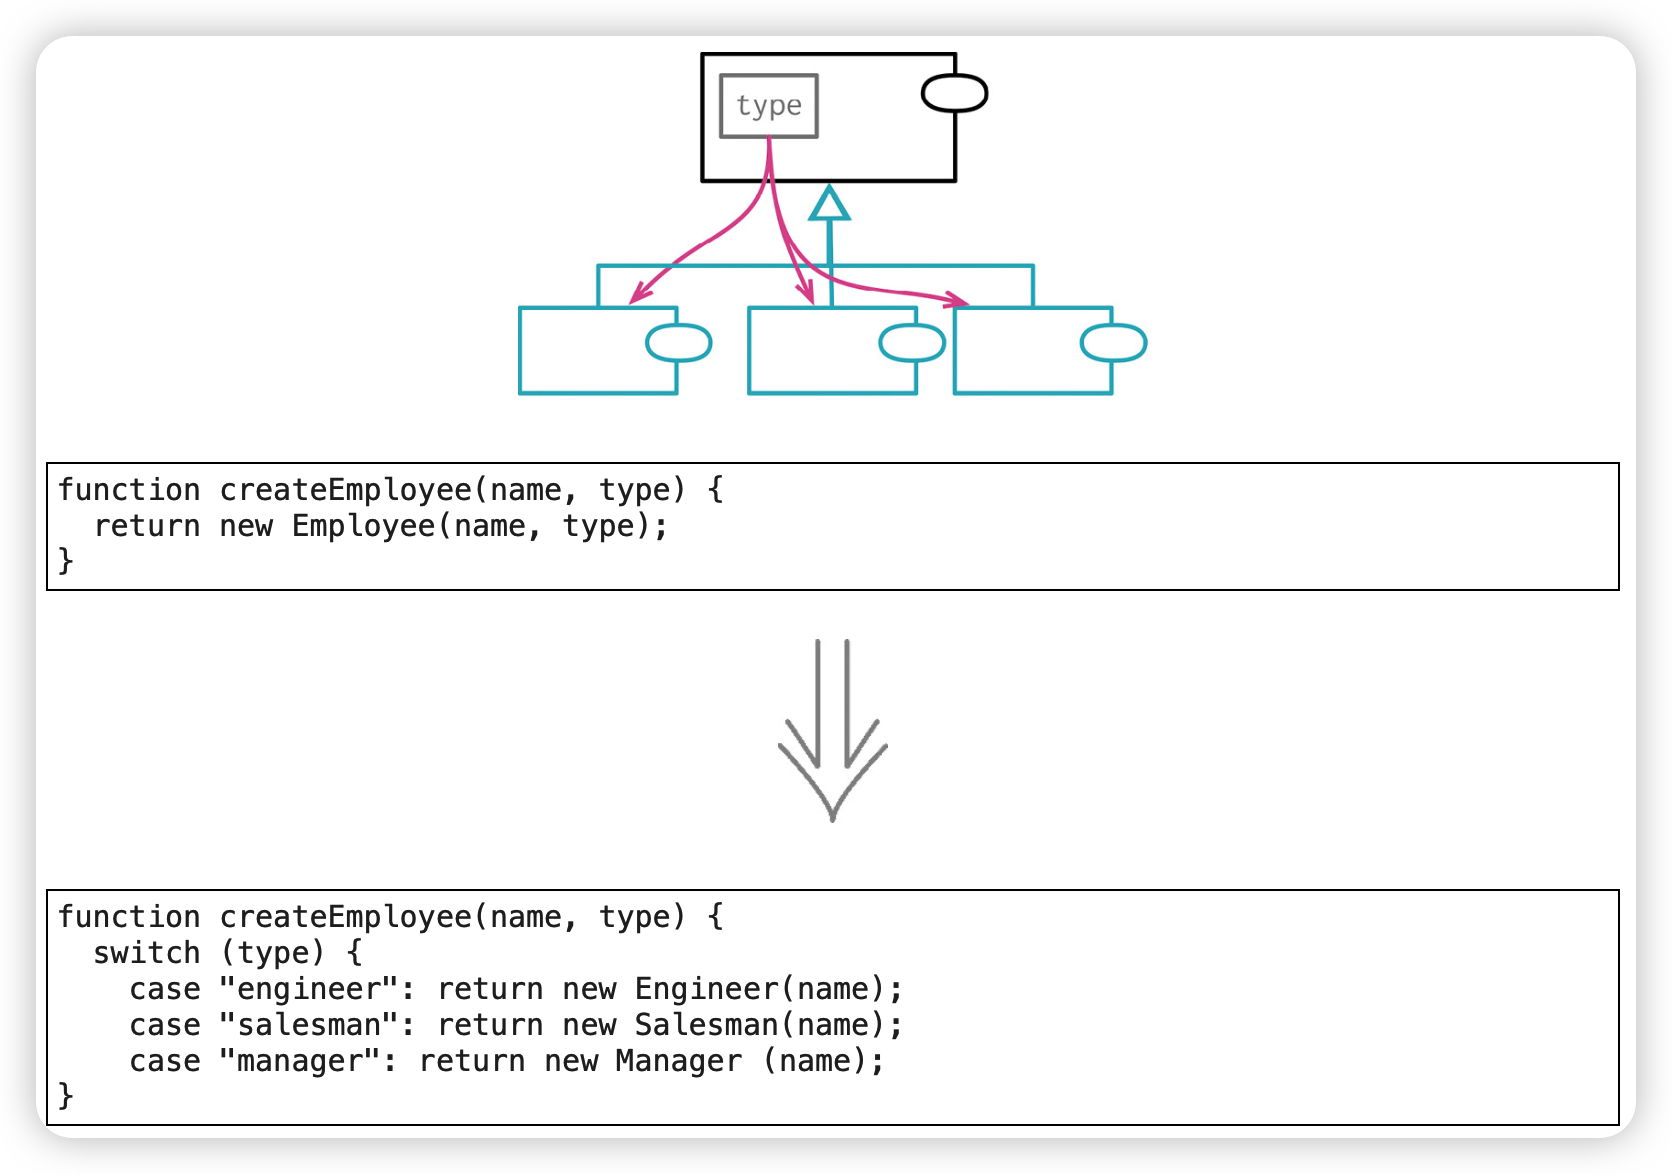 type
function createEmployee(name, type) {
  return new Employee(name, type);
}
function createEmployee(name, type) {
  switch (type) {
    case "engineer": return new Engineer(name);
    case "salesman": return new Salesman(name);
    case "manager": return new Manager (name);
}